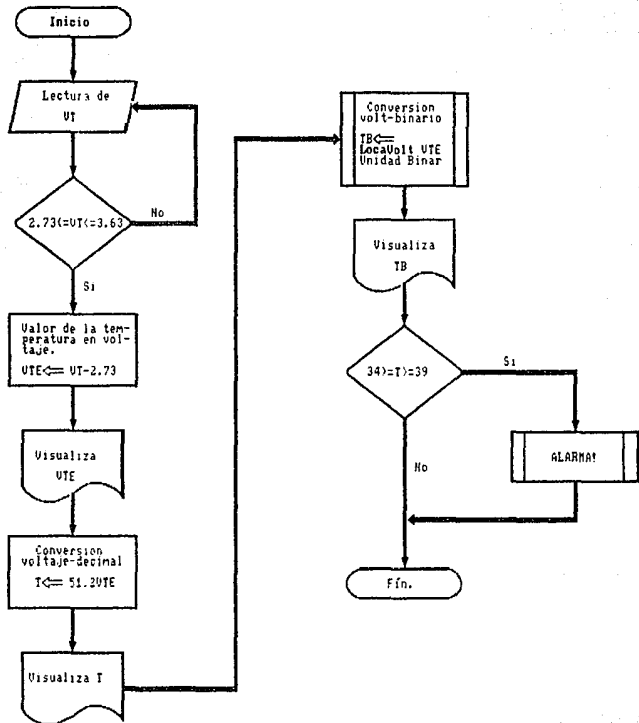 Inicio
Lectura de
VT
2.73<=VT<=3.63
No
Si
Valor de la tem-
peratura en vol-
taje.
VTE⇐ VT-2.73
Visualiza
VTE
Conversion
voltaje-decimal
T⇐ 51.2VTE
Visualiza T
Conversion
volt-binario
TB⇐
LocaVolt VTE
Unidad Binar
Visualiza
TB
34>=T>=39
Si
No
ALARMA!
Fín.